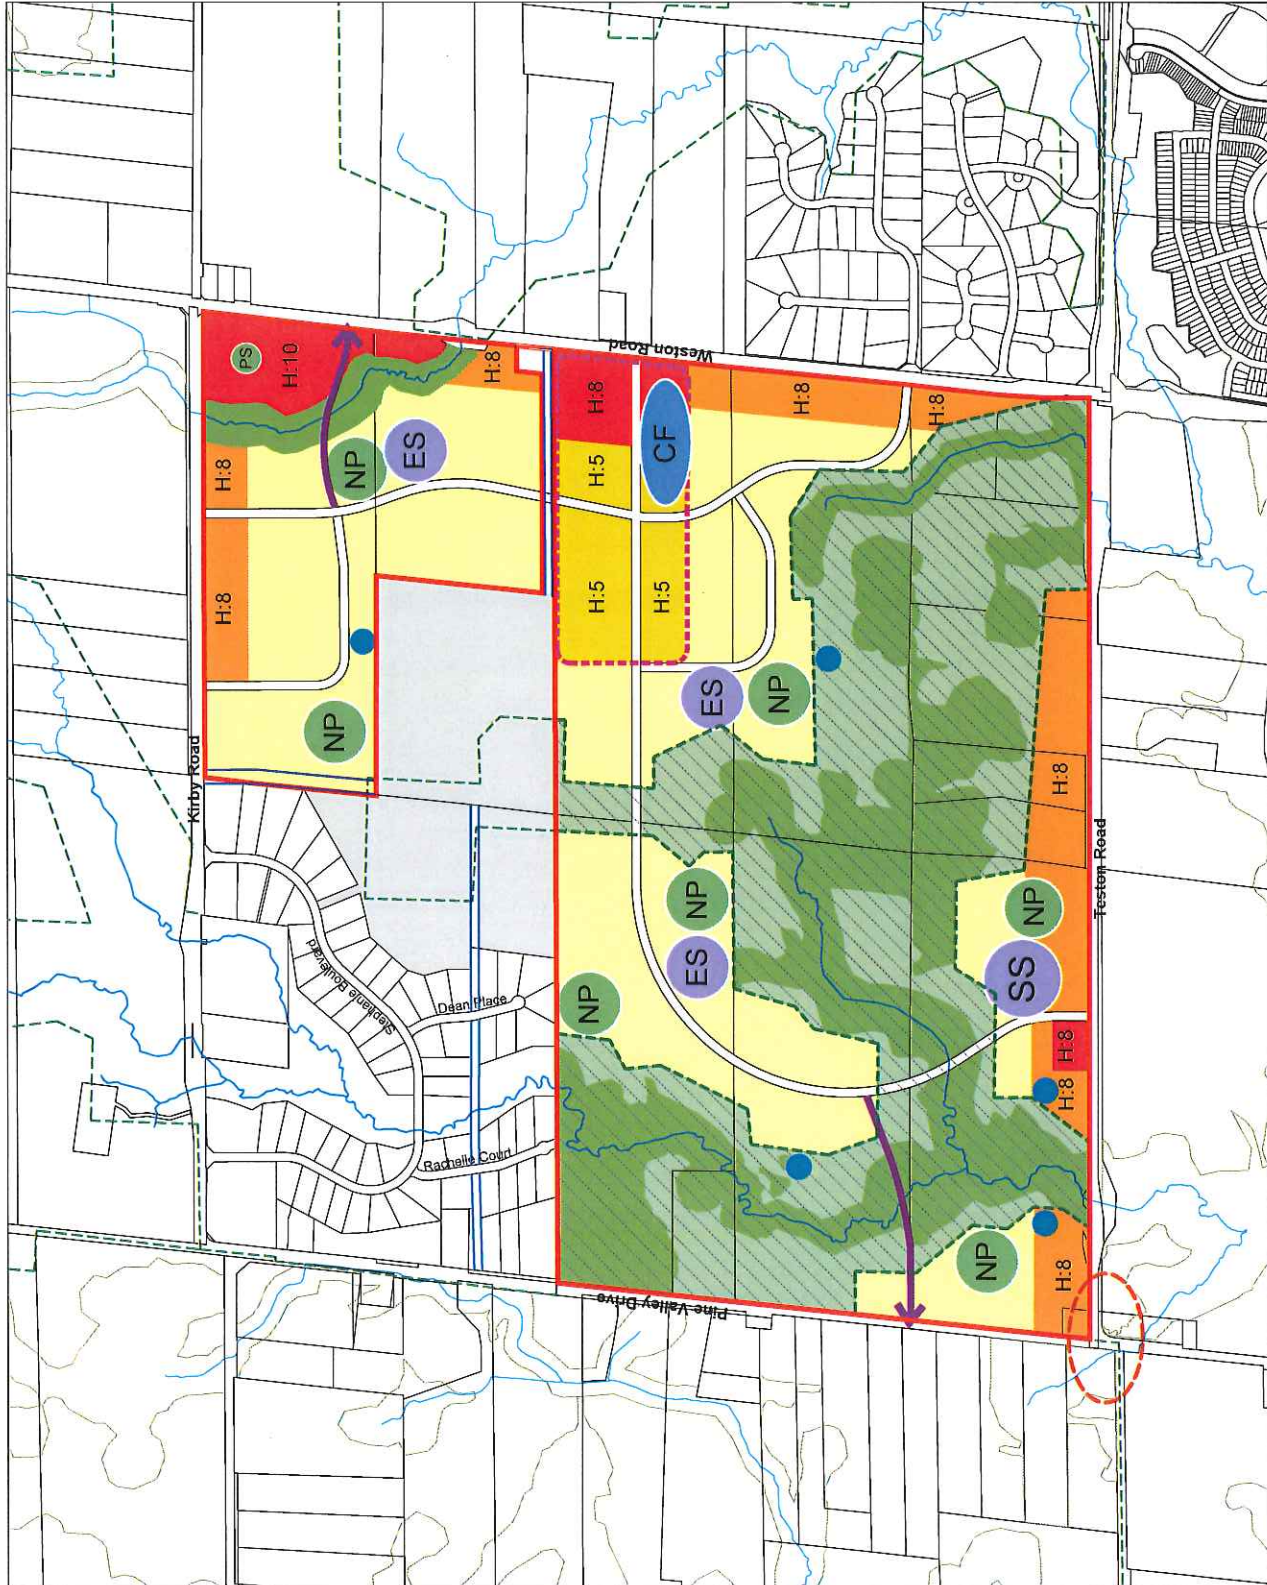 PS
H:10
H:8
Weston Road
NP
ES
H:8
H:8
H:5
CF
H:8
H:8
H:8
H:5
H:5
Kirby Road
NP
ES
NP
H:8
Teston Road
NP
NP
ES
SS
NP
Stephanie Boulevard
Dean Place
H:8
H:8
Rachelle Court
NP
H:8
Pine Valley Drive